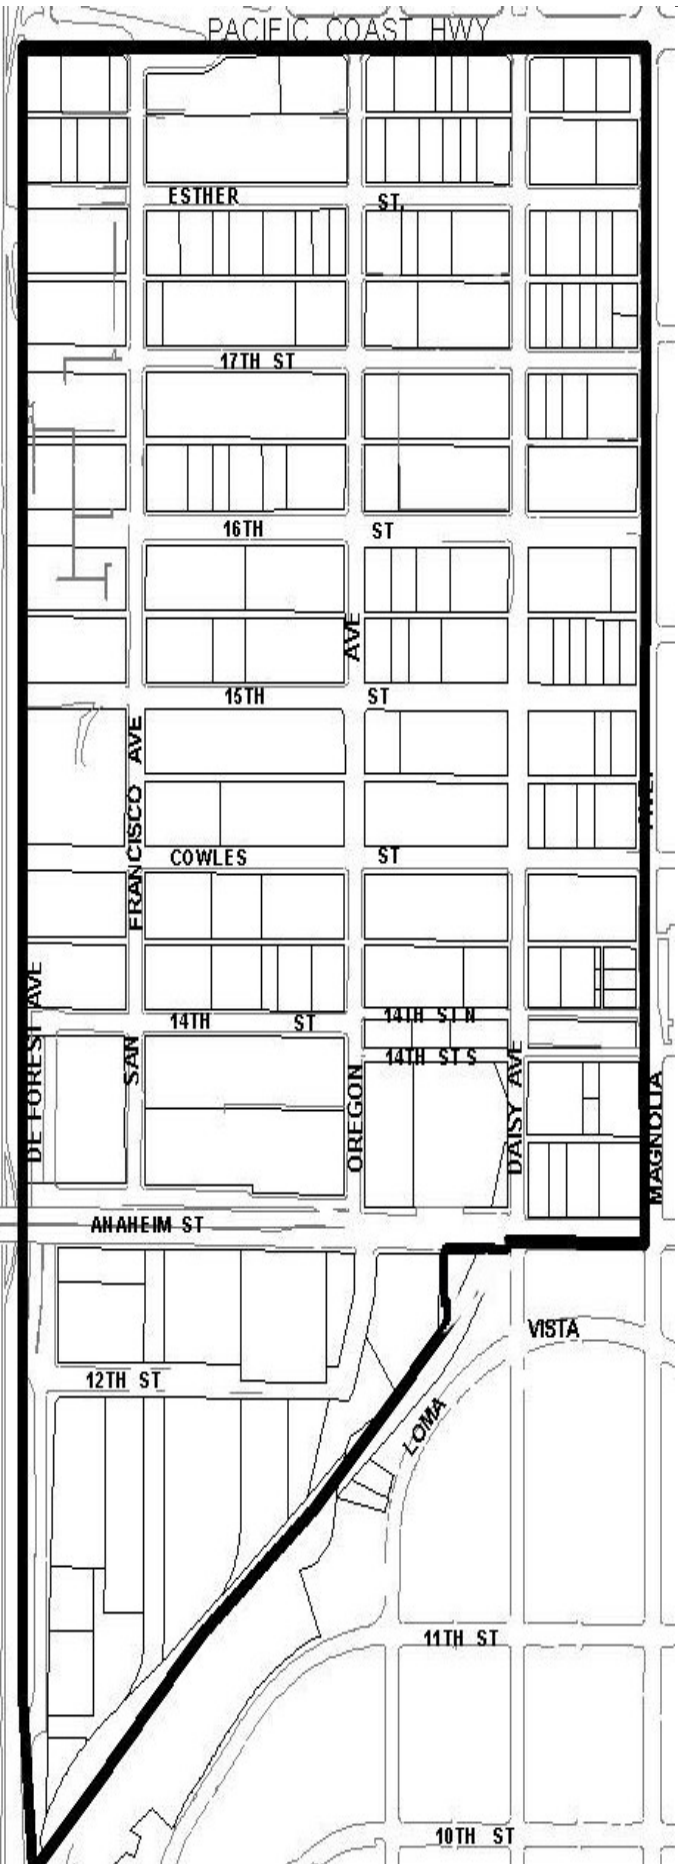 PACIFIC COAST HWY
ESTHER ST.
17TH ST
16TH ST
AVE
15TH ST
SAN FRANCISCO AVE
COWLES ST
DE FOREST AVE
14TH ST
14TH ST N
14TH ST S
OREGON
DAISY AVE
MAGNOLIA
ANAHEIM ST
VISTA
12TH ST
LOMA
11TH ST
10TH ST